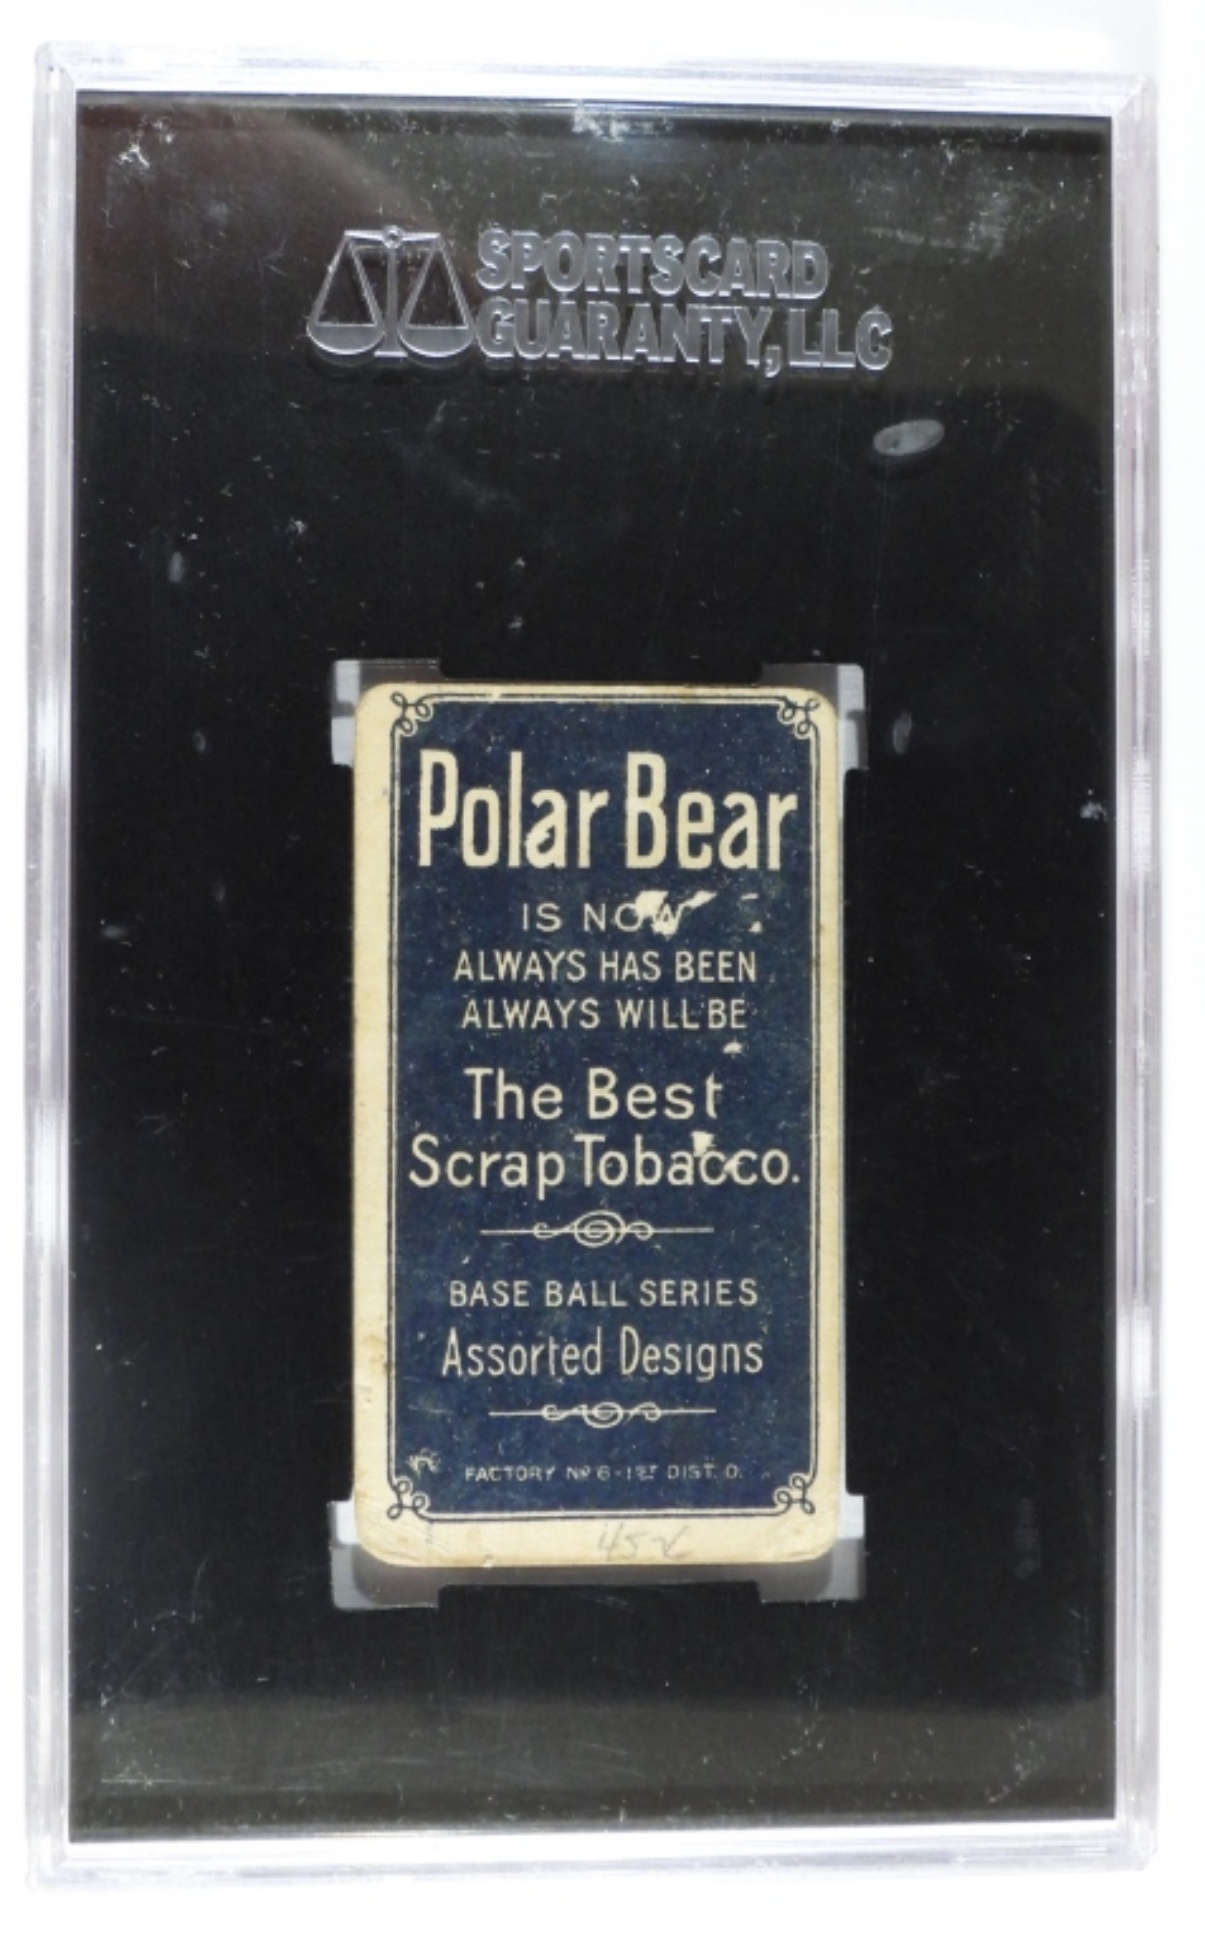 SPORTSCARD
GUARANTY, LLC
Polar Bear
IS NOW
ALWAYS HAS BEEN
ALWAYS WILL BE
The Best
Scrap Tobacco.
BASE BALL SERIES
Assorted Designs
FACTORY Nº 6-1ST DIST. O.